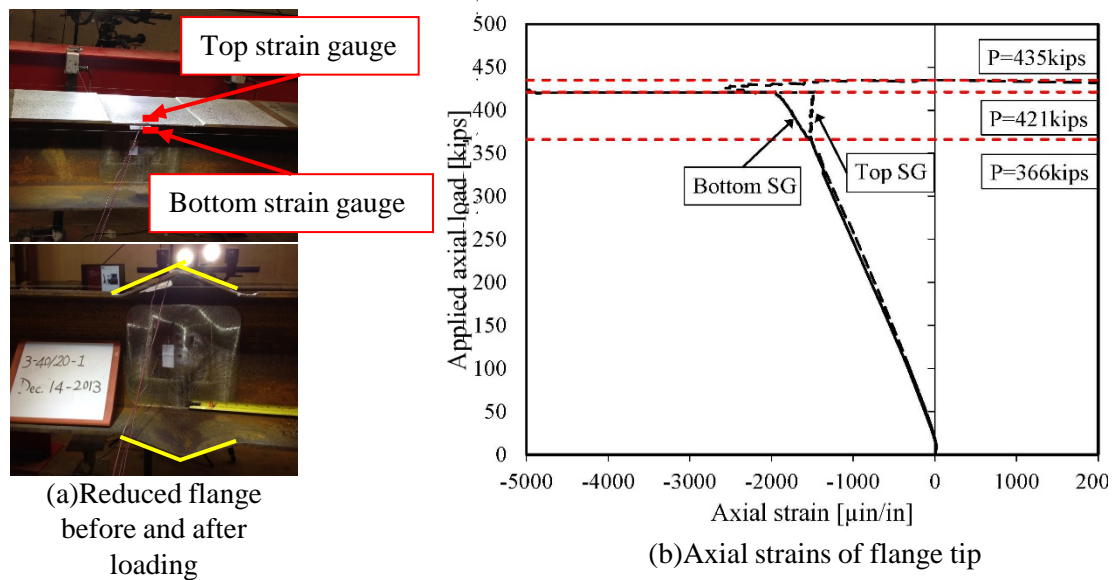 Top strain gauge
Bottom strain gauge
3-40/20-1
Dec. 14-2013
(a)Reduced flange
before and after
loading
500
450
400
350
300
250
200
150
100
50
0
Applied axial load [kips]
P=435kips
P=421kips
P=366kips
Bottom SG
Top SG
-5000 -4000 -3000 -2000 -1000 0 1000 200
Axial strain [µin/in]
(b)Axial strains of flange tip